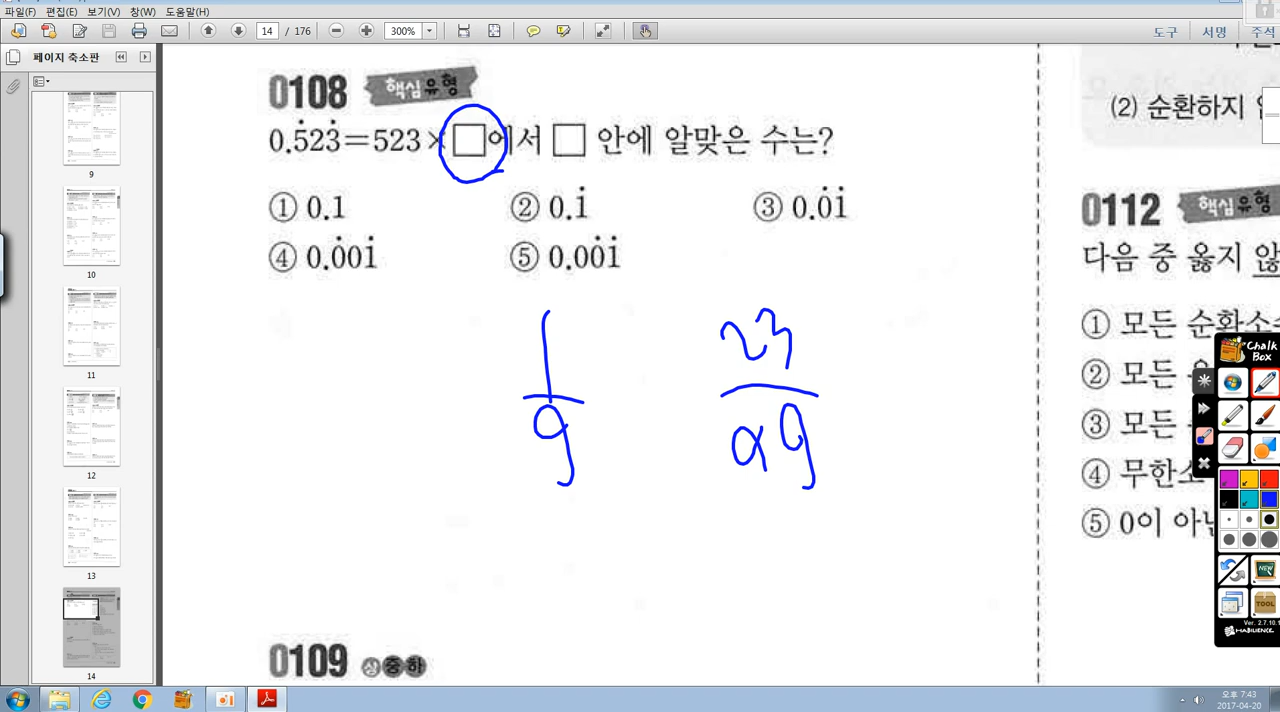 파일(F) 편집(E) 보기(V) 창(W) 도움말(H)
14 / 176 300% 도구 서명 주석
페이지 축소판
9
10
11
12
13
14
0108 핵심유형
0.5̇23̇=523×□에서 □ 안에 알맞은 수는?
① 0.1 ② 0.1̇ ③ 0.0̇1̇
④ 0.0̇01̇ ⑤ 0.00̇1̇
1/9 23/99
0109 상중하
(2) 순환하지
0112 핵심유형
다음 중 옳지
① 모든 순환소
② 모든
③ 모든
④ 무한소
⑤ 0이 아닌
Chalk Box
NEW
TOOL
Ver. 2.7.10.1
오후 7:43
2017-04-20